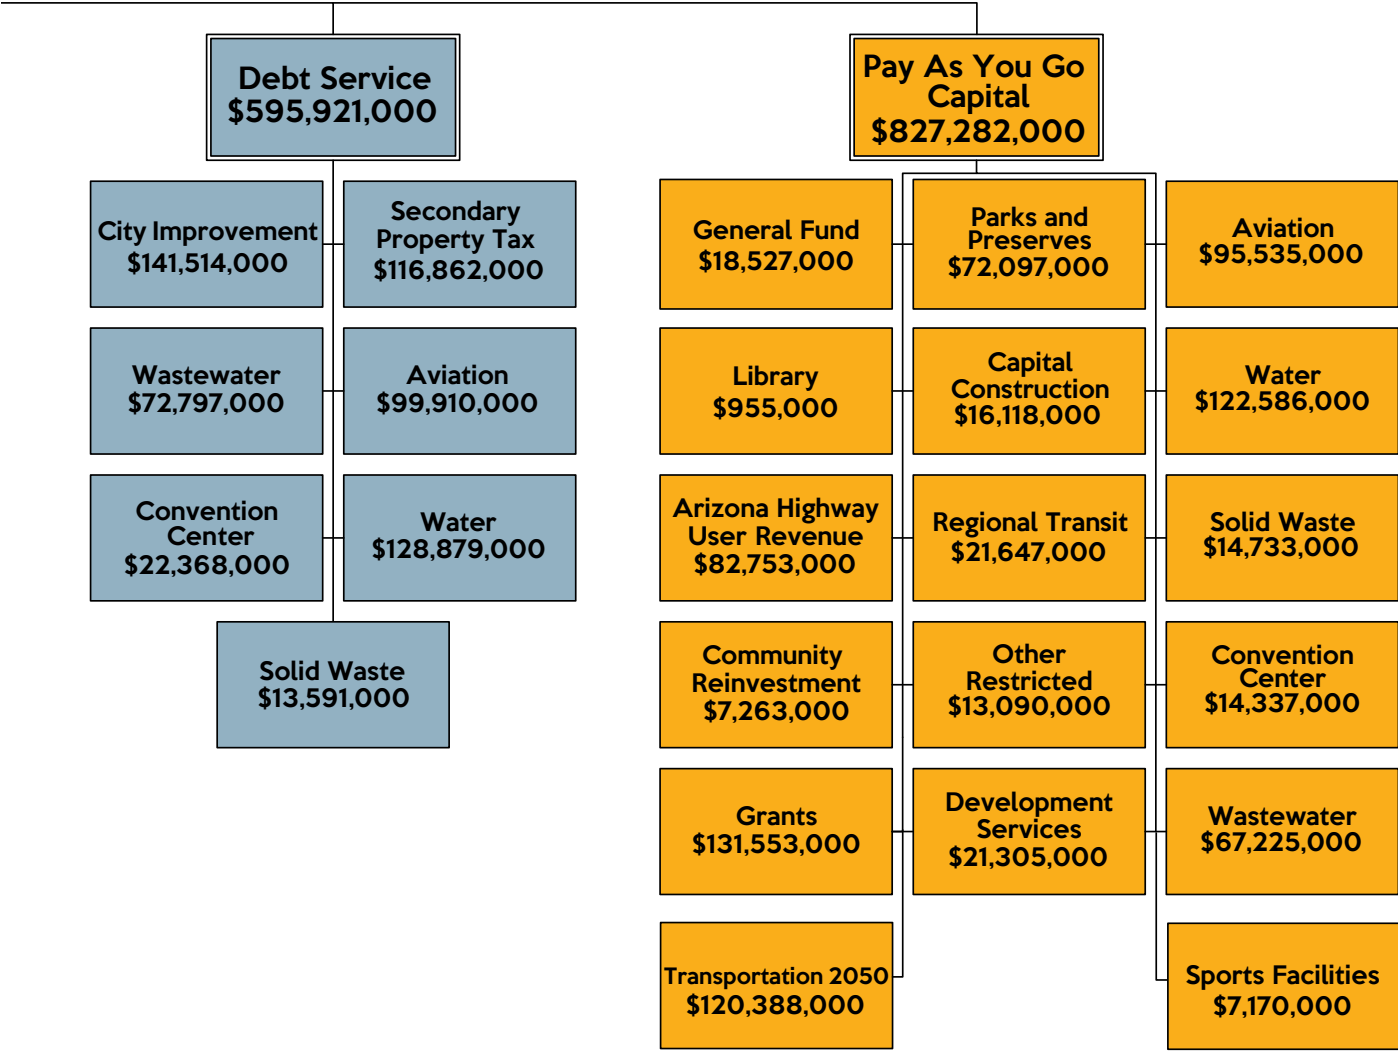 Debt Service
$595,921,000
City Improvement
$141,514,000
Secondary
Property Tax
$116,862,000
Wastewater
$72,797,000
Aviation
$99,910,000
Convention
Center
$22,368,000
Water
$128,879,000
Solid Waste
$13,591,000
Pay As You Go
Capital
$827,282,000
General Fund
$18,527,000
Parks and
Preserves
$72,097,000
Aviation
$95,535,000
Library
$955,000
Capital
Construction
$16,118,000
Water
$122,586,000
Arizona Highway
User Revenue
$82,753,000
Regional Transit
$21,647,000
Solid Waste
$14,733,000
Community
Reinvestment
$7,263,000
Other
Restricted
$13,090,000
Convention
Center
$14,337,000
Grants
$131,553,000
Development
Services
$21,305,000
Wastewater
$67,225,000
Transportation 2050
$120,388,000
Sports Facilities
$7,170,000